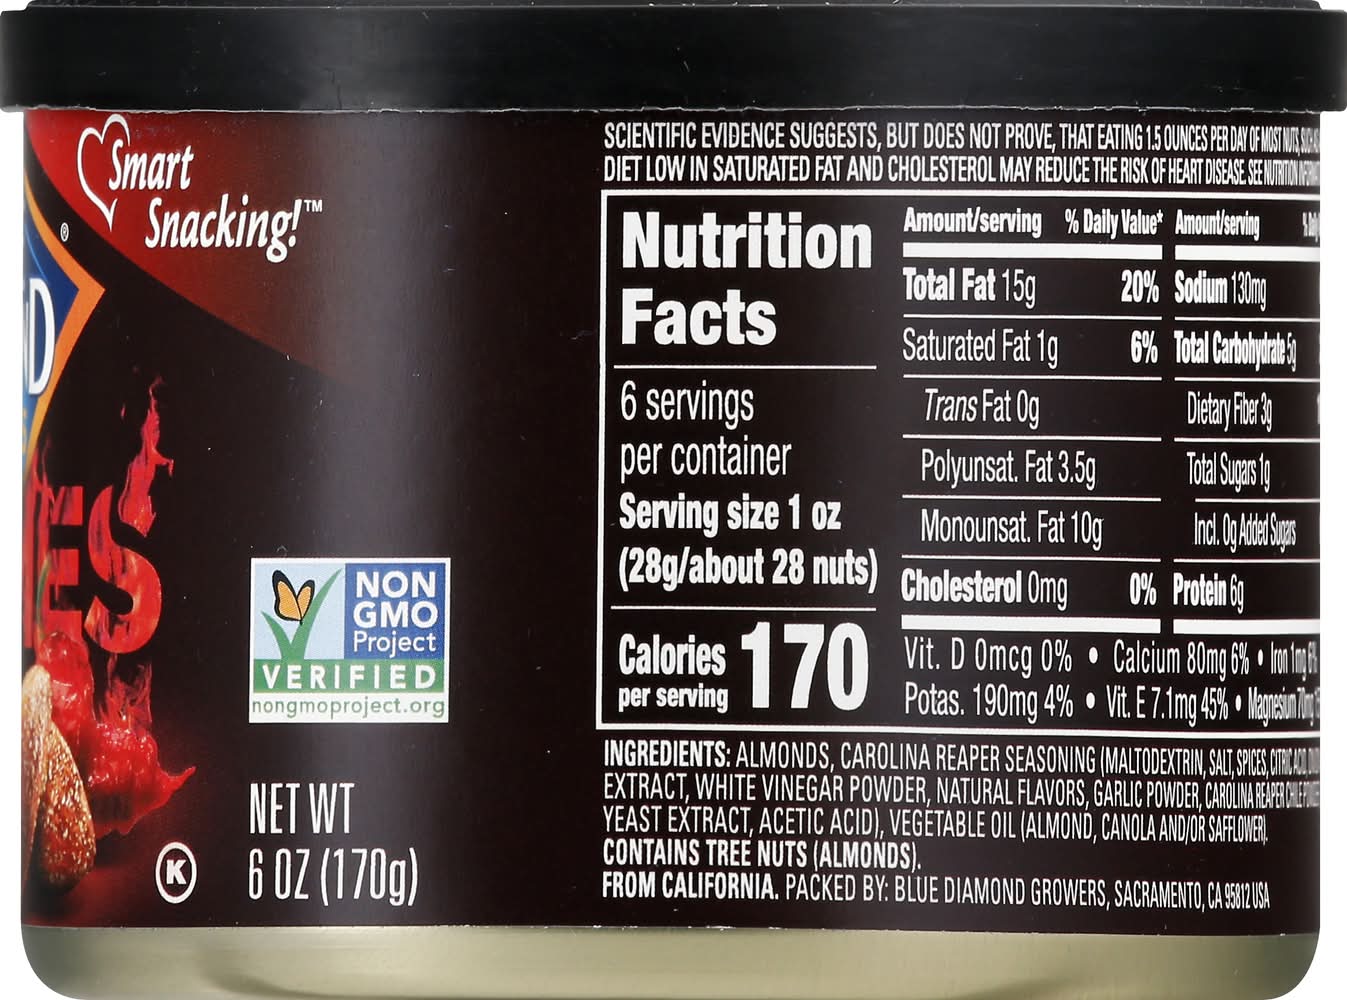 Smart
Snacking!™
®
ND
ES
NON
GMO
Project
VERIFIED
nongmoproject.org
NET WT
6 OZ (170g)
K
SCIENTIFIC EVIDENCE SUGGESTS, BUT DOES NOT PROVE, THAT EATING 1.5 OUNCES PER DAY OF MOST NUTS,
DIET LOW IN SATURATED FAT AND CHOLESTEROL MAY REDUCE THE RISK OF HEART DISEASE. SEE NUTRITION
Nutrition
Facts
6 servings
per container
Serving size 1 oz
(28g/about 28 nuts)
Calories
per serving
170
Amount/serving % Daily Value*
Total Fat 15g 20%
Saturated Fat 1g 6%
Trans Fat 0g
Polyunsat. Fat 3.5g
Monounsat. Fat 10g
Cholesterol 0mg 0%
Amount/serving
Sodium 130mg
Total Carbohydrate 5g
Dietary Fiber 3g
Total Sugars 1g
Incl. 0g Added Sugars
Protein 6g
Vit. D 0mcg 0% • Calcium 80mg 6% • Iron 1mg 6%
Potas. 190mg 4% • Vit. E 7.1mg 45% • Magnesium 70mg
INGREDIENTS: ALMONDS, CAROLINA REAPER SEASONING (MALTODEXTRIN, SALT, SPICES, CITRIC ACID,
EXTRACT, WHITE VINEGAR POWDER, NATURAL FLAVORS, GARLIC POWDER, CAROLINA REAPER CHILE
YEAST EXTRACT, ACETIC ACID), VEGETABLE OIL (ALMOND, CANOLA AND/OR SAFFLOWER).
CONTAINS TREE NUTS (ALMONDS).
FROM CALIFORNIA. PACKED BY: BLUE DIAMOND GROWERS, SACRAMENTO, CA 95812 USA